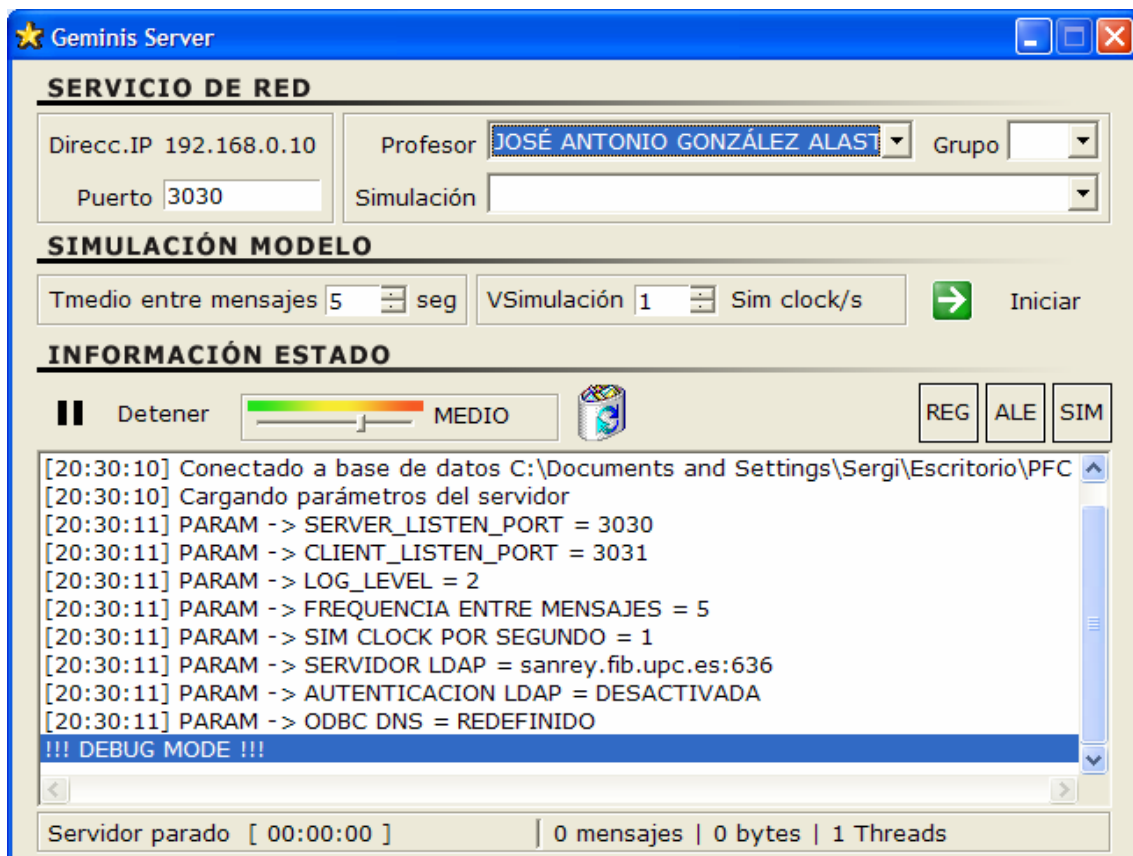 Geminis Server
SERVICIO DE RED
Direcc.IP 192.168.0.10
Profesor JOSÉ ANTONIO GONZÁLEZ ALAST
Grupo
Puerto 3030
Simulación
SIMULACIÓN MODELO
Tmedio entre mensajes 5 seg
VSimulación 1 Sim clock/s
Iniciar
INFORMACIÓN ESTADO
Detener
MEDIO
REG ALE SIM
[20:30:10] Conectado a base de datos C:\Documents and Settings\Sergi\Escritorio\PFC
[20:30:10] Cargando parámetros del servidor
[20:30:11] PARAM -> SERVER_LISTEN_PORT = 3030
[20:30:11] PARAM -> CLIENT_LISTEN_PORT = 3031
[20:30:11] PARAM -> LOG_LEVEL = 2
[20:30:11] PARAM -> FREQUENCIA ENTRE MENSAJES = 5
[20:30:11] PARAM -> SIM CLOCK POR SEGUNDO = 1
[20:30:11] PARAM -> SERVIDOR LDAP = sanrey.fib.upc.es:636
[20:30:11] PARAM -> AUTENTICACION LDAP = DESACTIVADA
[20:30:11] PARAM -> ODBC DNS = REDEFINIDO
!!! DEBUG MODE !!!
Servidor parado [ 00:00:00 ]
0 mensajes | 0 bytes | 1 Threads